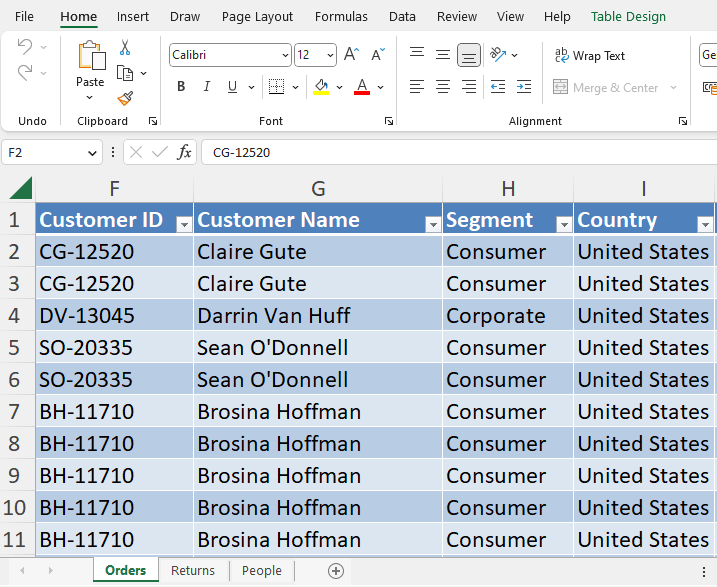 File Home Insert Draw Page Layout Formulas Data Review View Help Table Design
Calibri 12 A A Wrap Text Ge
Paste B I U A Merge & Center
Undo Clipboard Font Alignment
F2 fx CG-12520
F G H I
1 Customer ID Customer Name Segment Country
2 CG-12520 Claire Gute Consumer United States
3 CG-12520 Claire Gute Consumer United States
4 DV-13045 Darrin Van Huff Corporate United States
5 SO-20335 Sean O'Donnell Consumer United States
6 SO-20335 Sean O'Donnell Consumer United States
7 BH-11710 Brosina Hoffman Consumer United States
8 BH-11710 Brosina Hoffman Consumer United States
9 BH-11710 Brosina Hoffman Consumer United States
10 BH-11710 Brosina Hoffman Consumer United States
11 BH-11710 Brosina Hoffman Consumer United States
Orders Returns People